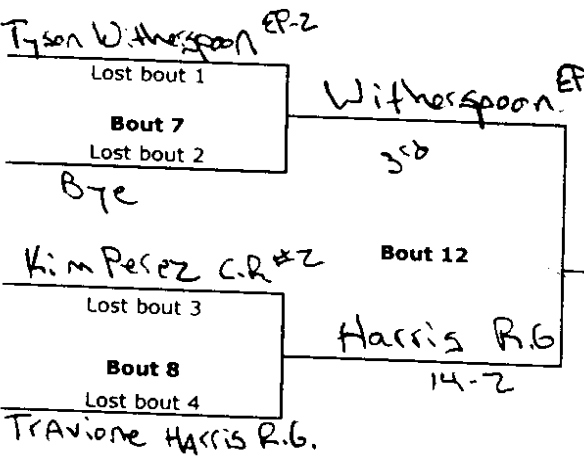 Tyson Witherspoon EP-2
Lost bout 1
Bout 7
Lost bout 2
Bye
Witherspoon EP
3rd
Kim Perez C.R #2
Lost bout 3
Bout 8
Lost bout 4
TrAvione HArris R.G.
Bout 12
Harris R.G
14-2